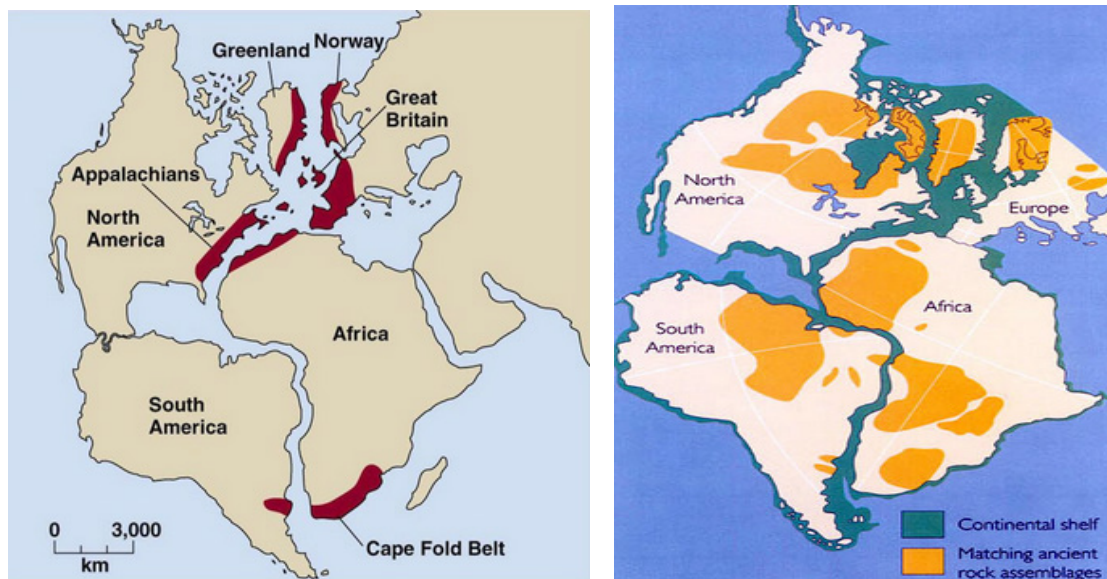 Greenland
Norway
Great
Britain
Appalachians
North
America
Africa
South
America
0 3,000
km
Cape Fold Belt
North
America
Europe
Africa
South
America
Continental shelf
Matching ancient
rock assemblages